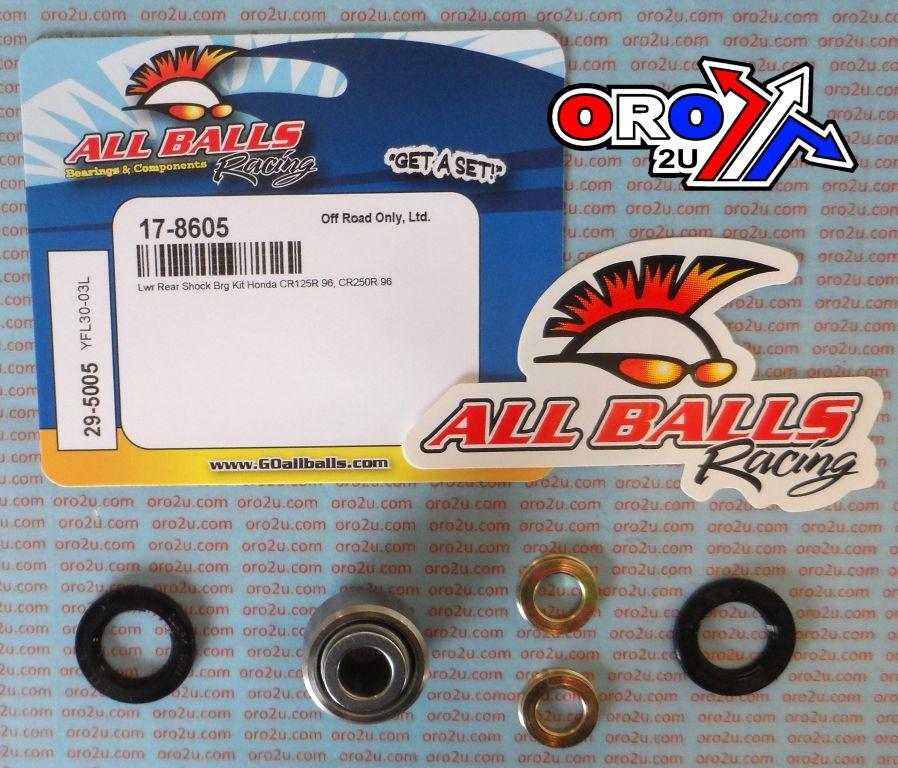 ALL BALLS
Racing
Bearings & Components
"GET A SET!"
17-8605
Off Road Only, Ltd.
Lwr Rear Shock Brg Kit Honda CR125R 96, CR250R 96
29-5005 YFL30-03L
www.GOallballs.com
ORO
2U
ALL BALLS
Racing
oro2u.com